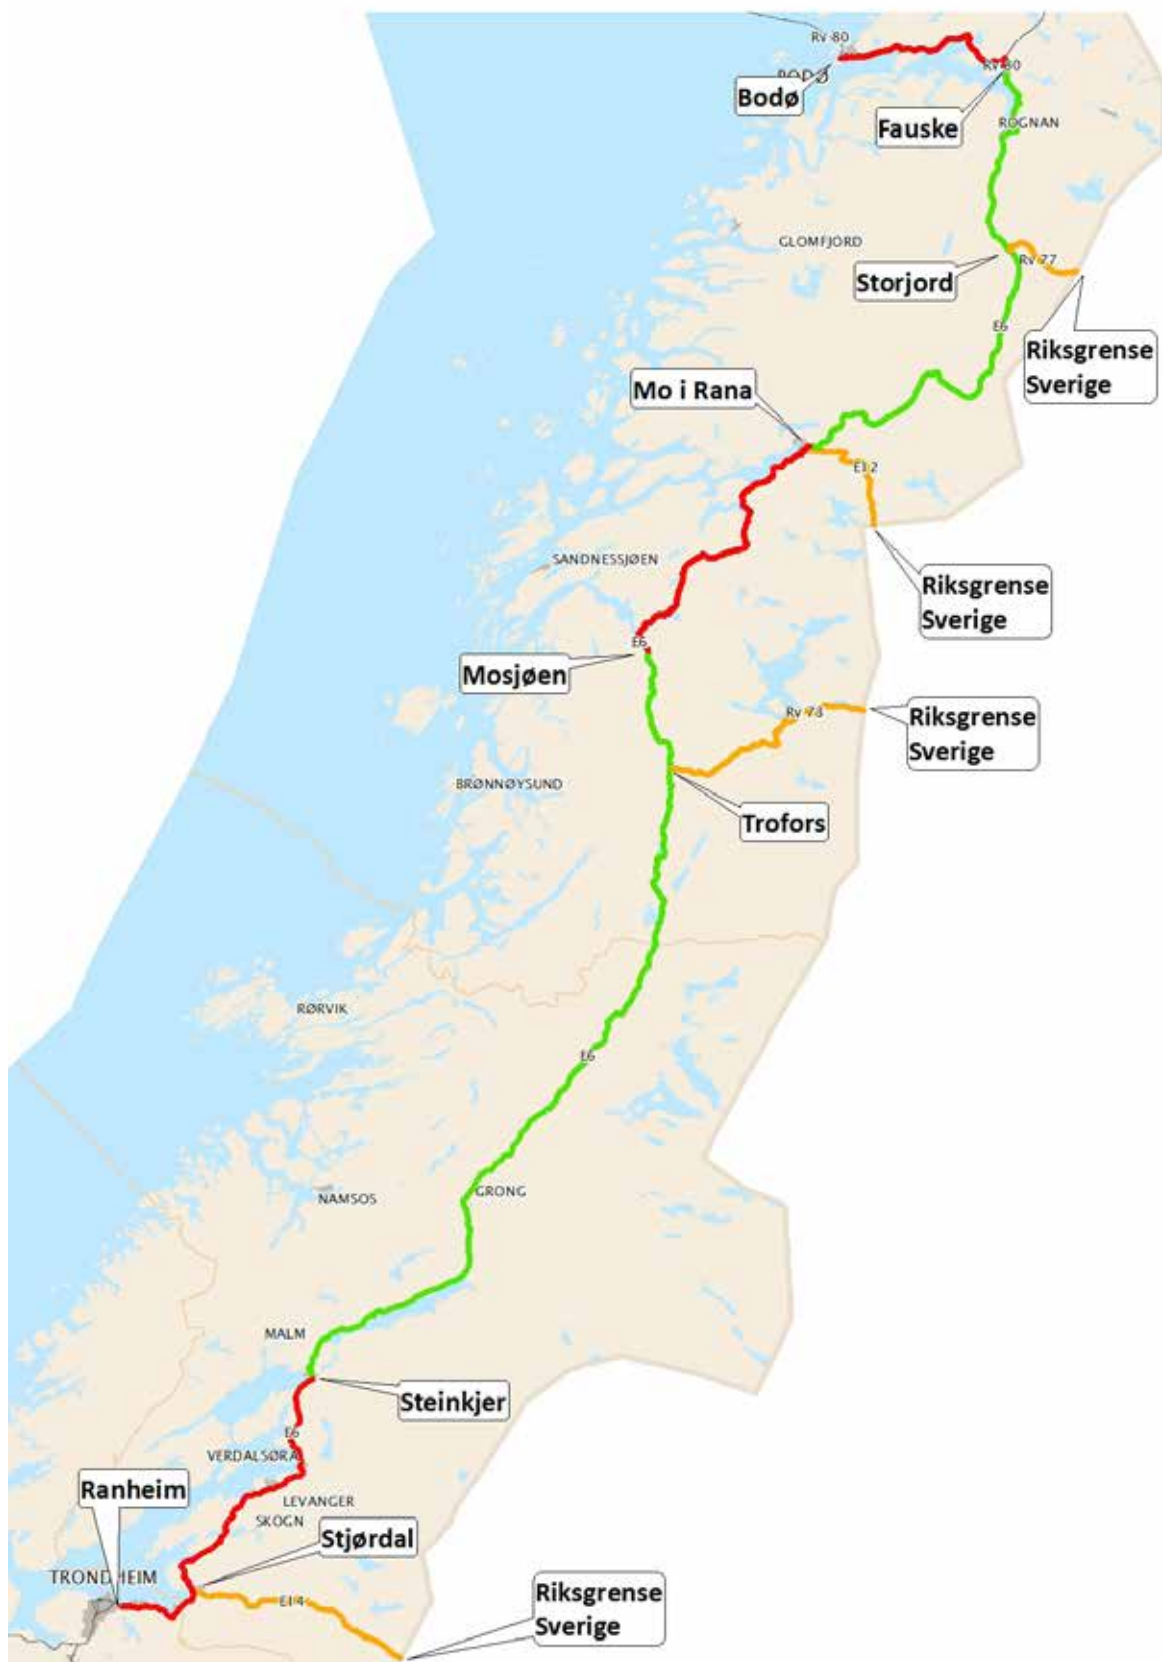 Rv 80
BODØ
Rv 80
Bodø
Fauske
ROGNAN
GLOMFJORD
Storjord
Rv 77
E6
Riksgrense
Sverige
Mo i Rana
E12
SANDNESSJØEN
Riksgrense
Sverige
E6
Mosjøen
Rv 73
Riksgrense
Sverige
BRØNNØYSUND
Trofors
RØRVIK
E6
GRONG
NAMSOS
MALM
Steinkjer
E6
VERDALSØRA
Ranheim
LEVANGER
SKOGN
Stjørdal
TRONDHEIM
E14
Riksgrense
Sverige